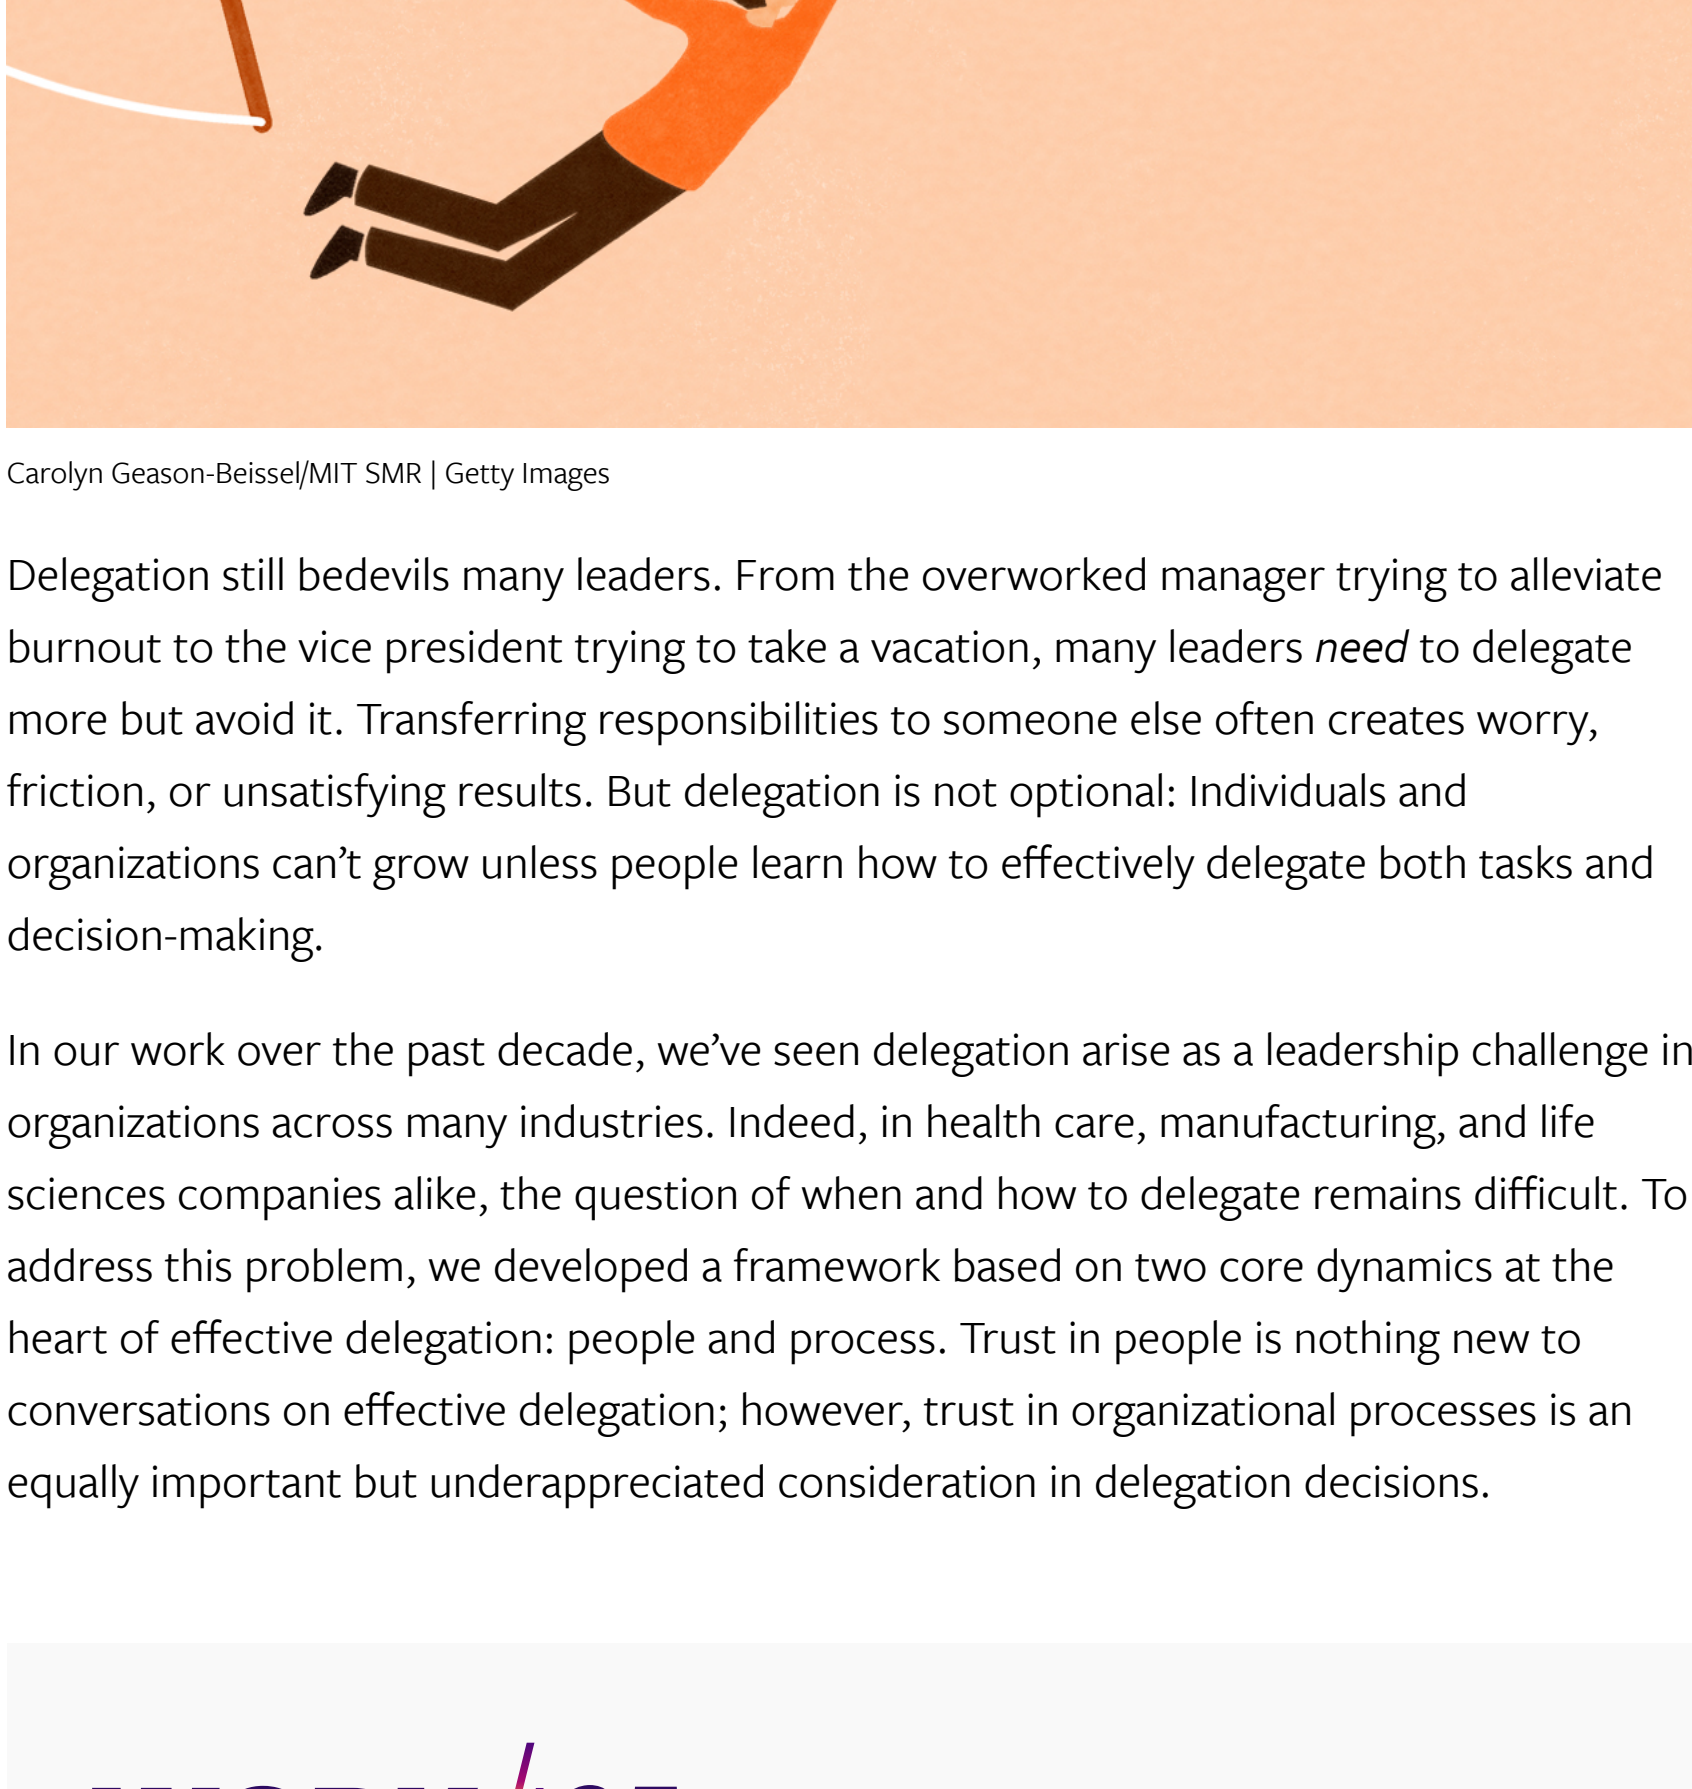 Carolyn Geason-Beissel/MIT SMR | Getty Images
Delegation still bedevils many leaders. From the overworked manager trying to alleviate
burnout to the vice president trying to take a vacation, many leaders need to delegate
more but avoid it. Transferring responsibilities to someone else often creates worry,
friction, or unsatisfying results. But delegation is not optional: Individuals and
organizations can’t grow unless people learn how to effectively delegate both tasks and
decision-making.
In our work over the past decade, we’ve seen delegation arise as a leadership challenge in
organizations across many industries. Indeed, in health care, manufacturing, and life
sciences companies alike, the question of when and how to delegate remains difficult. To
address this problem, we developed a framework based on two core dynamics at the
heart of effective delegation: people and process. Trust in people is nothing new to
conversations on effective delegation; however, trust in organizational processes is an
equally important but underappreciated consideration in delegation decisions.